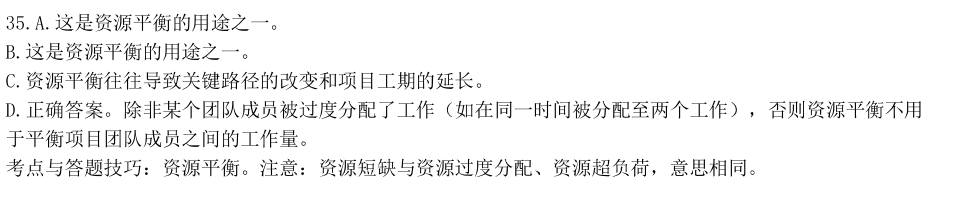 35.A.这是资源平衡的用途之一。
B.这是资源平衡的用途之一。
C.资源平衡往往导致关键路径的改变和项目工期的延长。
D.正确答案。除非某个团队成员被过度分配了工作（如在同一时间被分配至两个工作），否则资源平衡不用
于平衡项目团队成员之间的工作量。
考点与答题技巧：资源平衡。注意：资源短缺与资源过度分配、资源超负荷，意思相同。